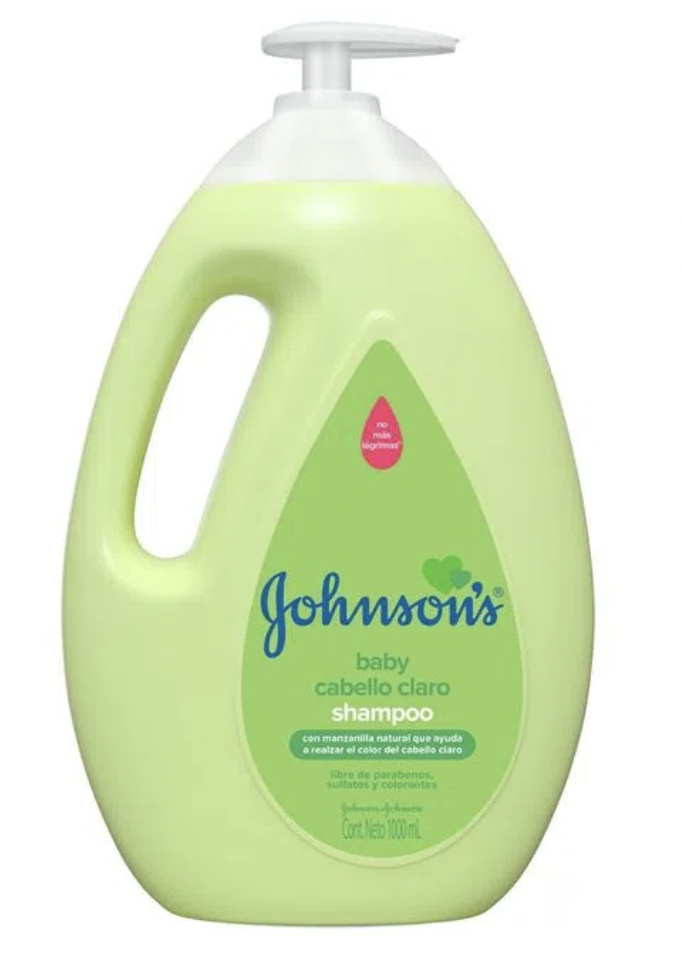 no
más
lágrimas®
Johnson's®
baby
cabello claro
shampoo
con manzanilla natural que ayuda
a realzar el color del cabello claro
libre de parabenos,
sulfatos y colorantes
Johnson & Johnson
Cont. Neto 1000 mL